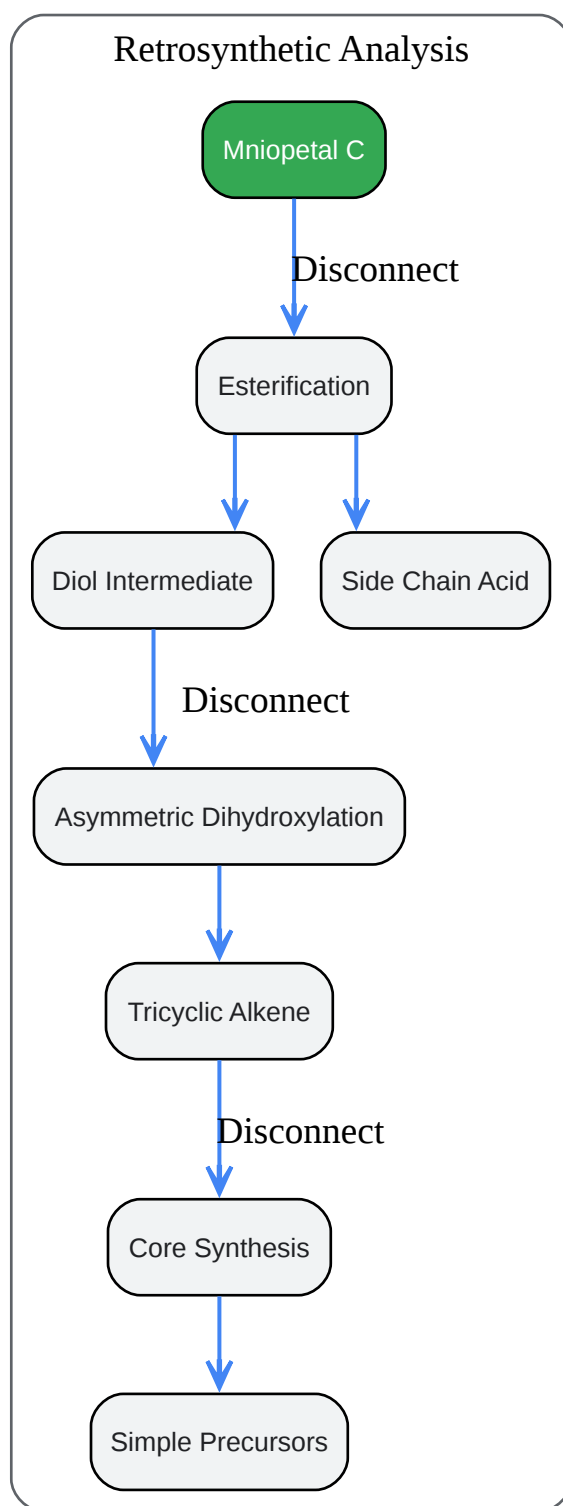 Retrosynthetic Analysis
Mniopetal C
Disconnect
Esterification
Diol Intermediate
Side Chain Acid
Disconnect
Asymmetric Dihydroxylation
Tricyclic Alkene
Disconnect
Core Synthesis
Simple Precursors